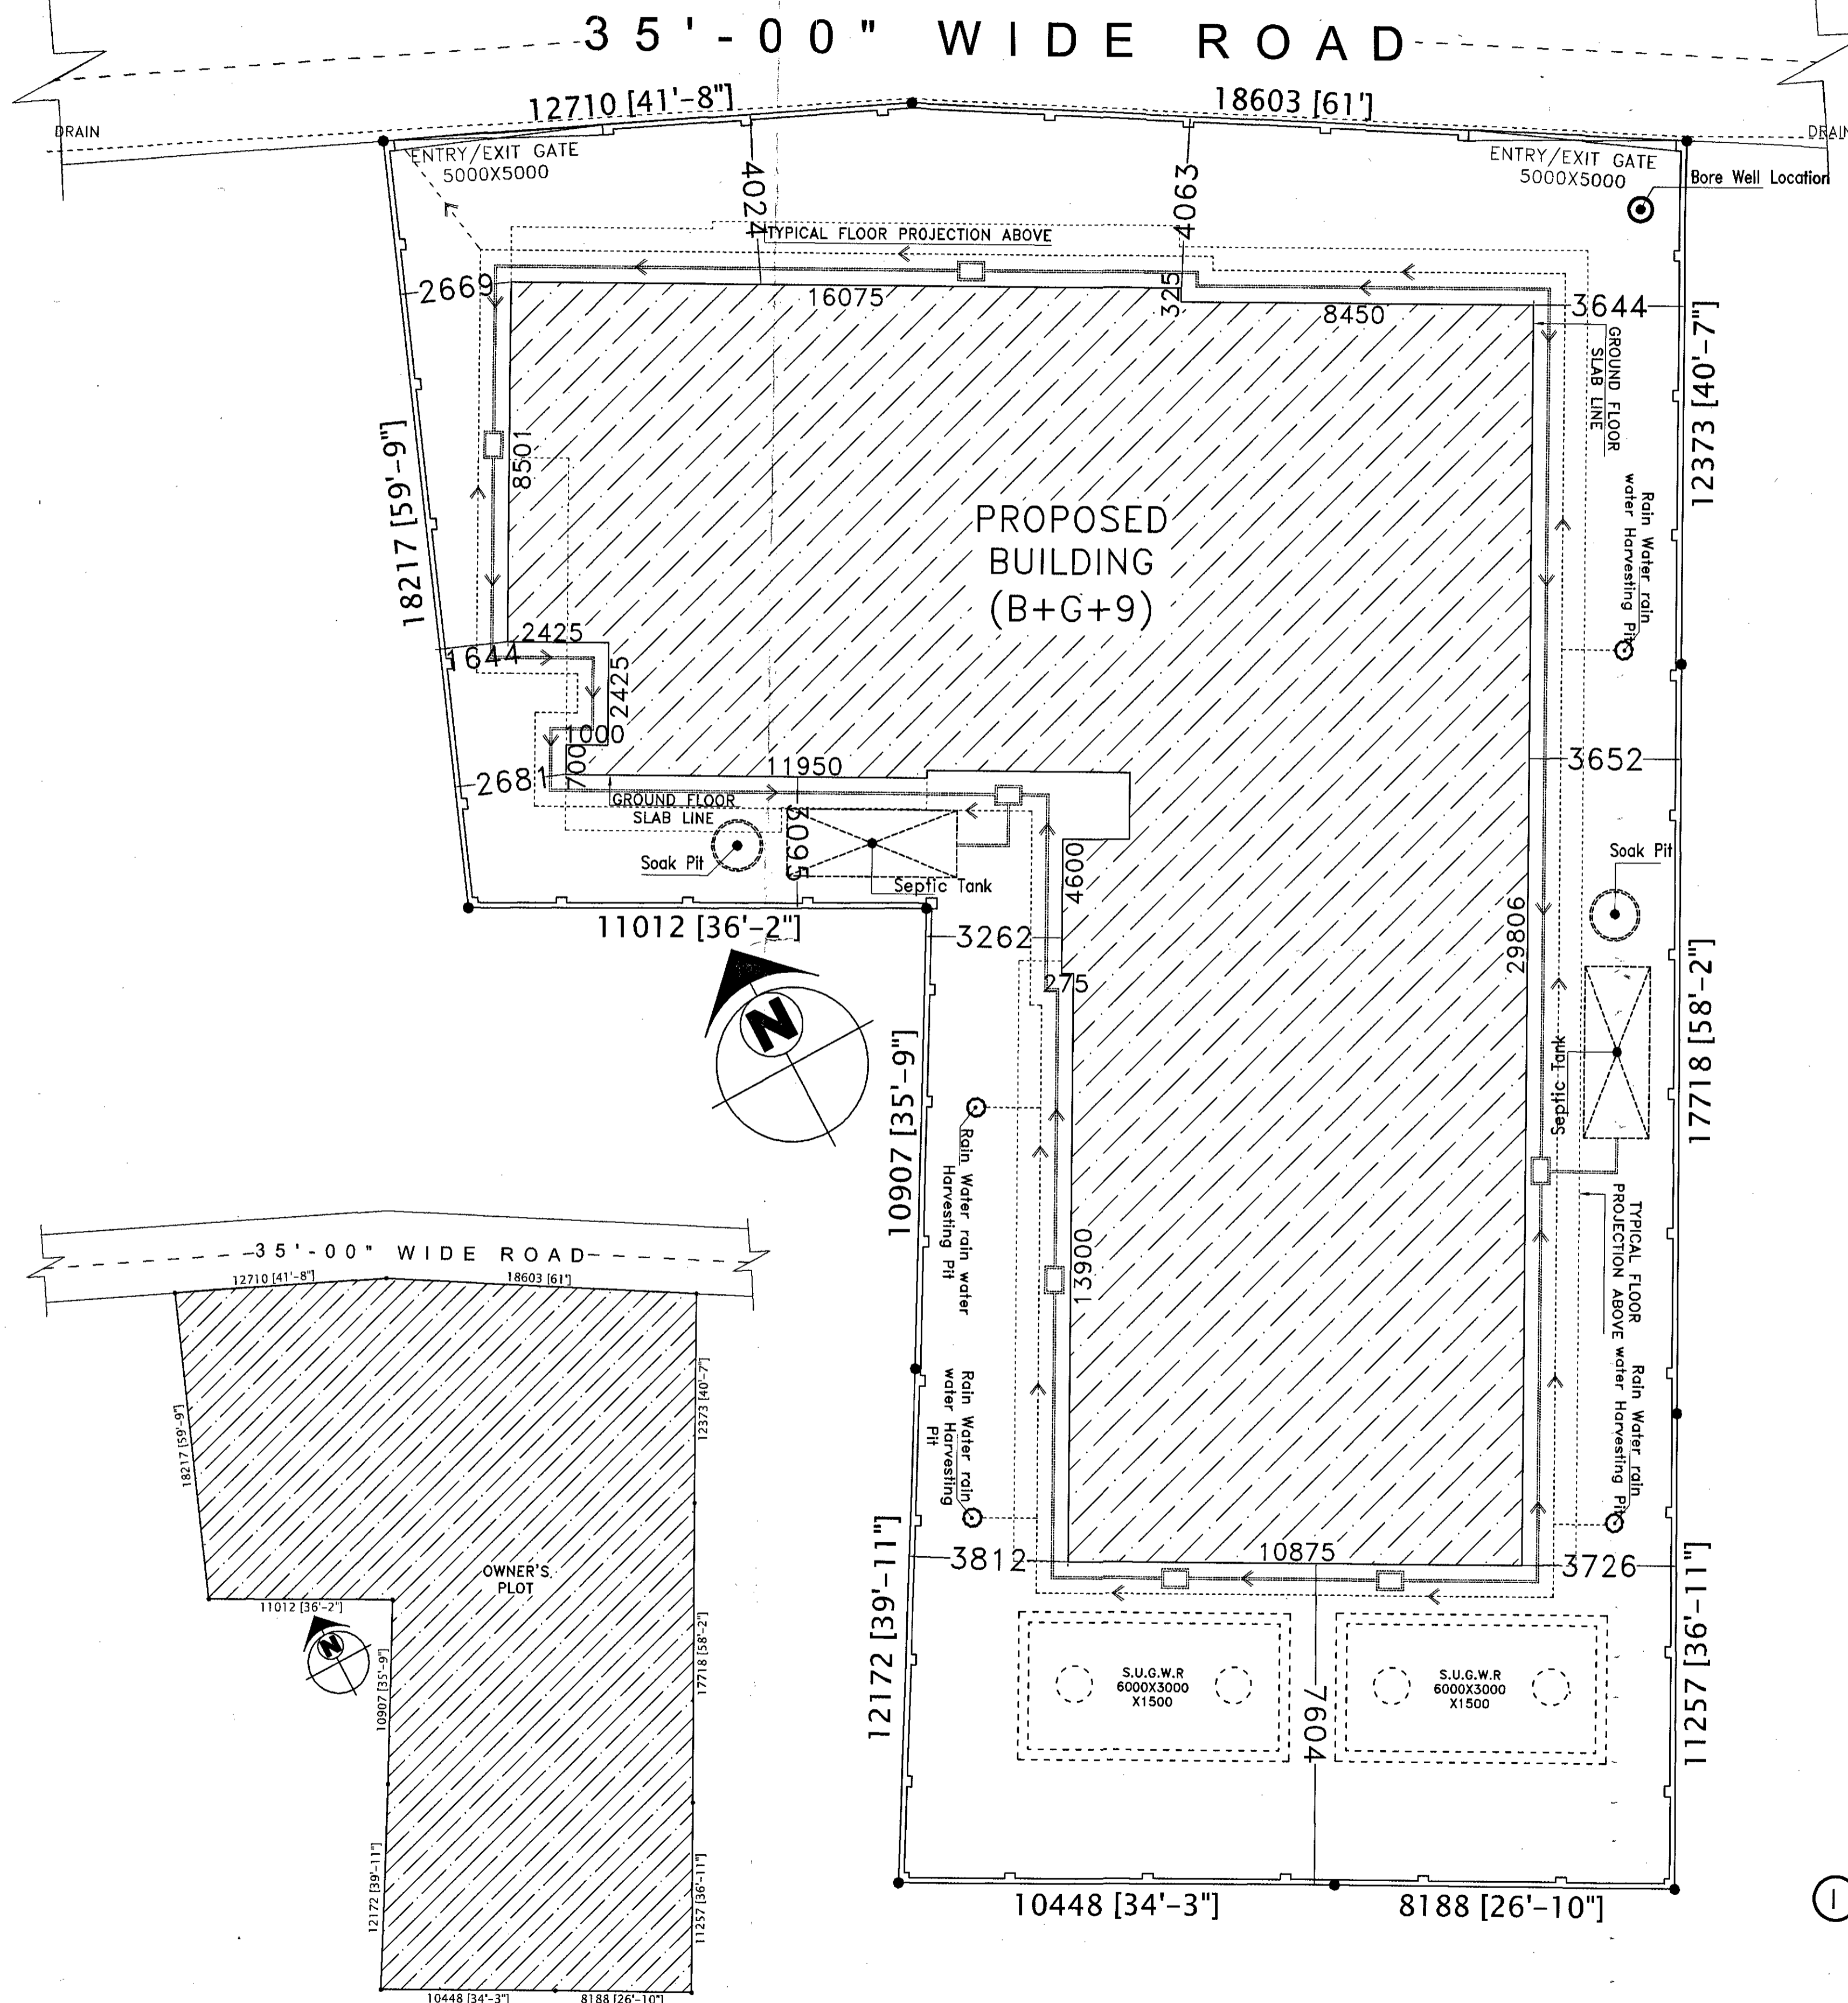 35'-00" WIDE ROAD
12710 [41'-8"]
18603 [61']
DRAIN
DRAIN
ENTRY/EXIT GATE
5000X5000
ENTRY/EXIT GATE
5000X5000
Bore Well Location
4024
4063
TYPICAL FLOOR PROJECTION ABOVE
2669
16075
325
8450
3644
GROUND FLOOR
SLAB LINE
12373 [40'-7"]
18217 [59'-9"]
8501
Rain Water rain
water Harvesting Pit
PROPOSED
BUILDING
(B+G+9)
2425
1644
2425
1000
700
2681
11950
3652
GROUND FLOOR
SLAB LINE
3095
Soak Pit
Septic Tank
4600
Soak Pit
11012 [36'-2"]
3262
29806
275
N
10907 [35'-9"]
17718 [58'-2"]
Septic Tank
Rain Water rain water
Harvesting Pit
13900
TYPICAL FLOOR
PROJECTION ABOVE
Rain Water rain
water Harvesting
Pit
Rain Water rain
water Harvesting Pit
3812
10875
3726
12172 [39'-11"]
11257 [36'-11"]
S.U.G.W.R
6000X3000
X1500
S.U.G.W.R
6000X3000
X1500
7604
10448 [34'-3"]
8188 [26'-10"]
35'-00" WIDE ROAD
12710 [41'-8"]
18603 [61']
12373 [40'-7"]
18217 [59'-9"]
OWNER'S
PLOT
11012 [36'-2"]
N
10907 [35'-9"]
17718 [58'-2"]
12172 [39'-11"]
11257 [36'-11"]
10448 [34'-3"]
8188 [26'-10"]